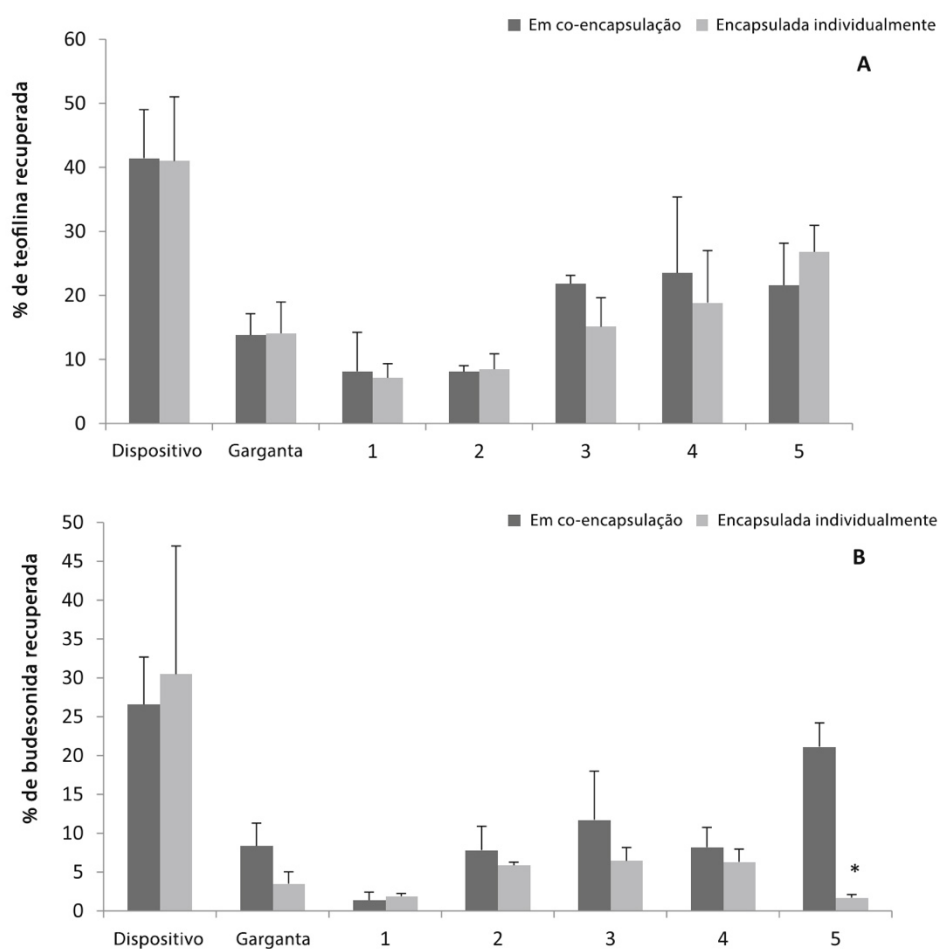 Em co-encapsulação Encapsulada individualmente
A
% de teofilina recuperada
60
50
40
30
20
10
0
Dispositivo Garganta 1 2 3 4 5
Em co-encapsulação Encapsulada individualmente
B
% de budesonida recuperada
50
45
40
35
30
25
20
15
10
5
0
*
Dispositivo Garganta 1 2 3 4 5